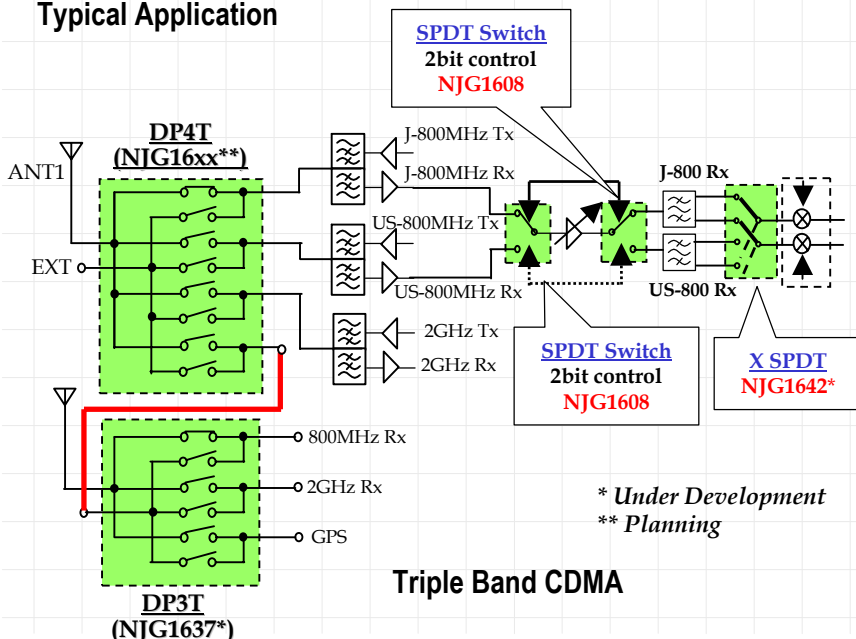 Typical Application
SPDT Switch
2bit control
NJG1608
DP4T
(NJG16xx**)
ANT1
EXT
J-800MHz Tx
J-800MHz Rx
US-800MHz Tx
US-800MHz Rx
2GHz Tx
2GHz Rx
J-800 Rx
US-800 Rx
SPDT Switch
2bit control
NJG1608
X SPDT
NJG1642*
800MHz Rx
2GHz Rx
GPS
* Under Development
** Planning
Triple Band CDMA
DP3T
(NJG1637*)